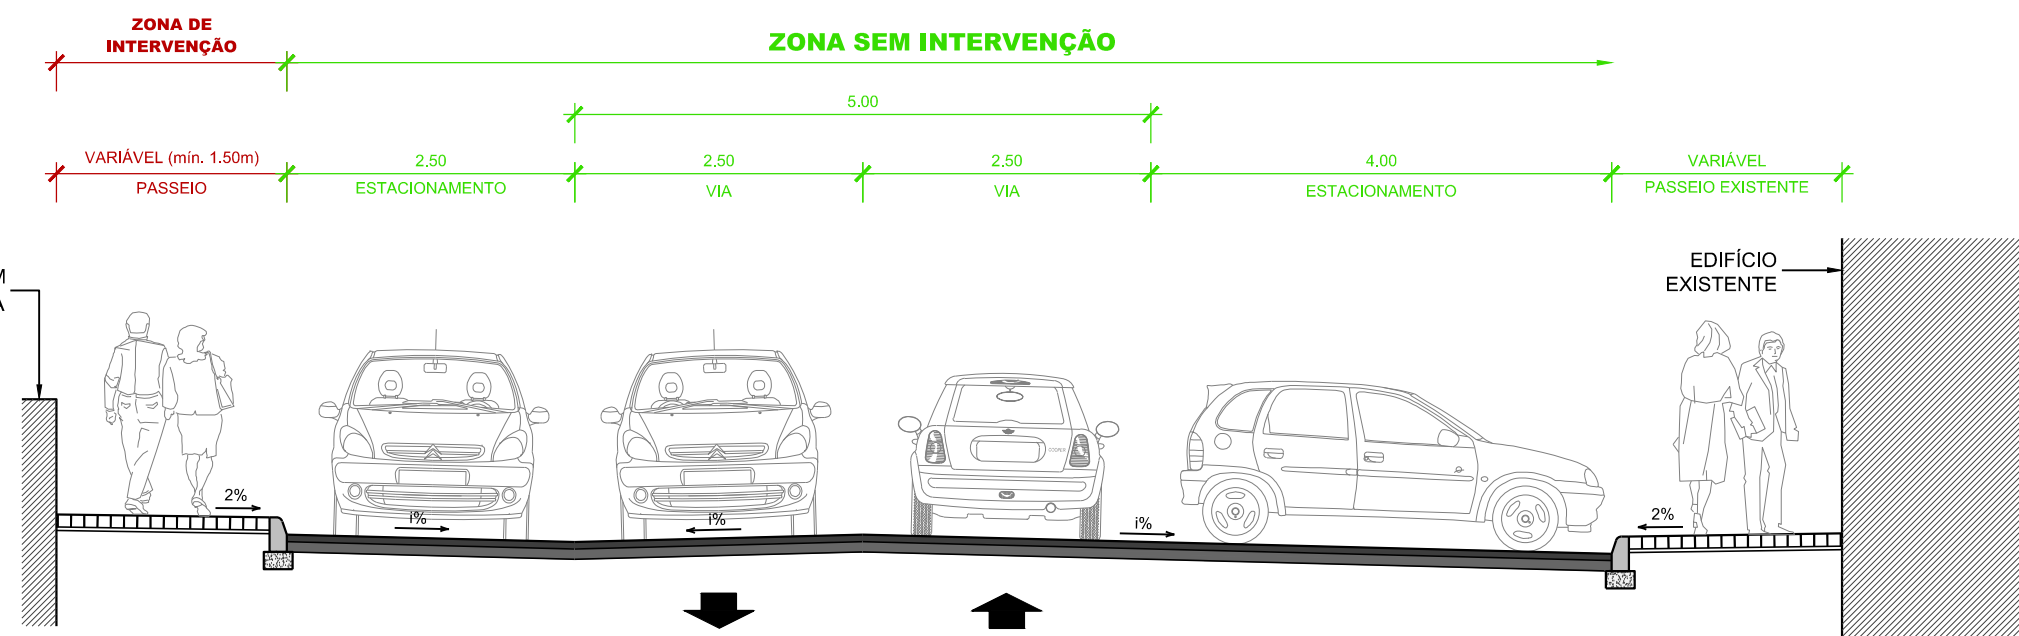 ZONA DE
INTERVENÇÃO
ZONA SEM INTERVENÇÃO
5.00
VARIÁVEL (mín. 1.50m)
2.50
2.50
2.50
4.00
VARIÁVEL
PASSEIO
ESTACIONAMENTO
VIA
VIA
ESTACIONAMENTO
PASSEIO EXISTENTE
EDIFÍCIO
EXISTENTE
2%
i%
i%
i%
2%